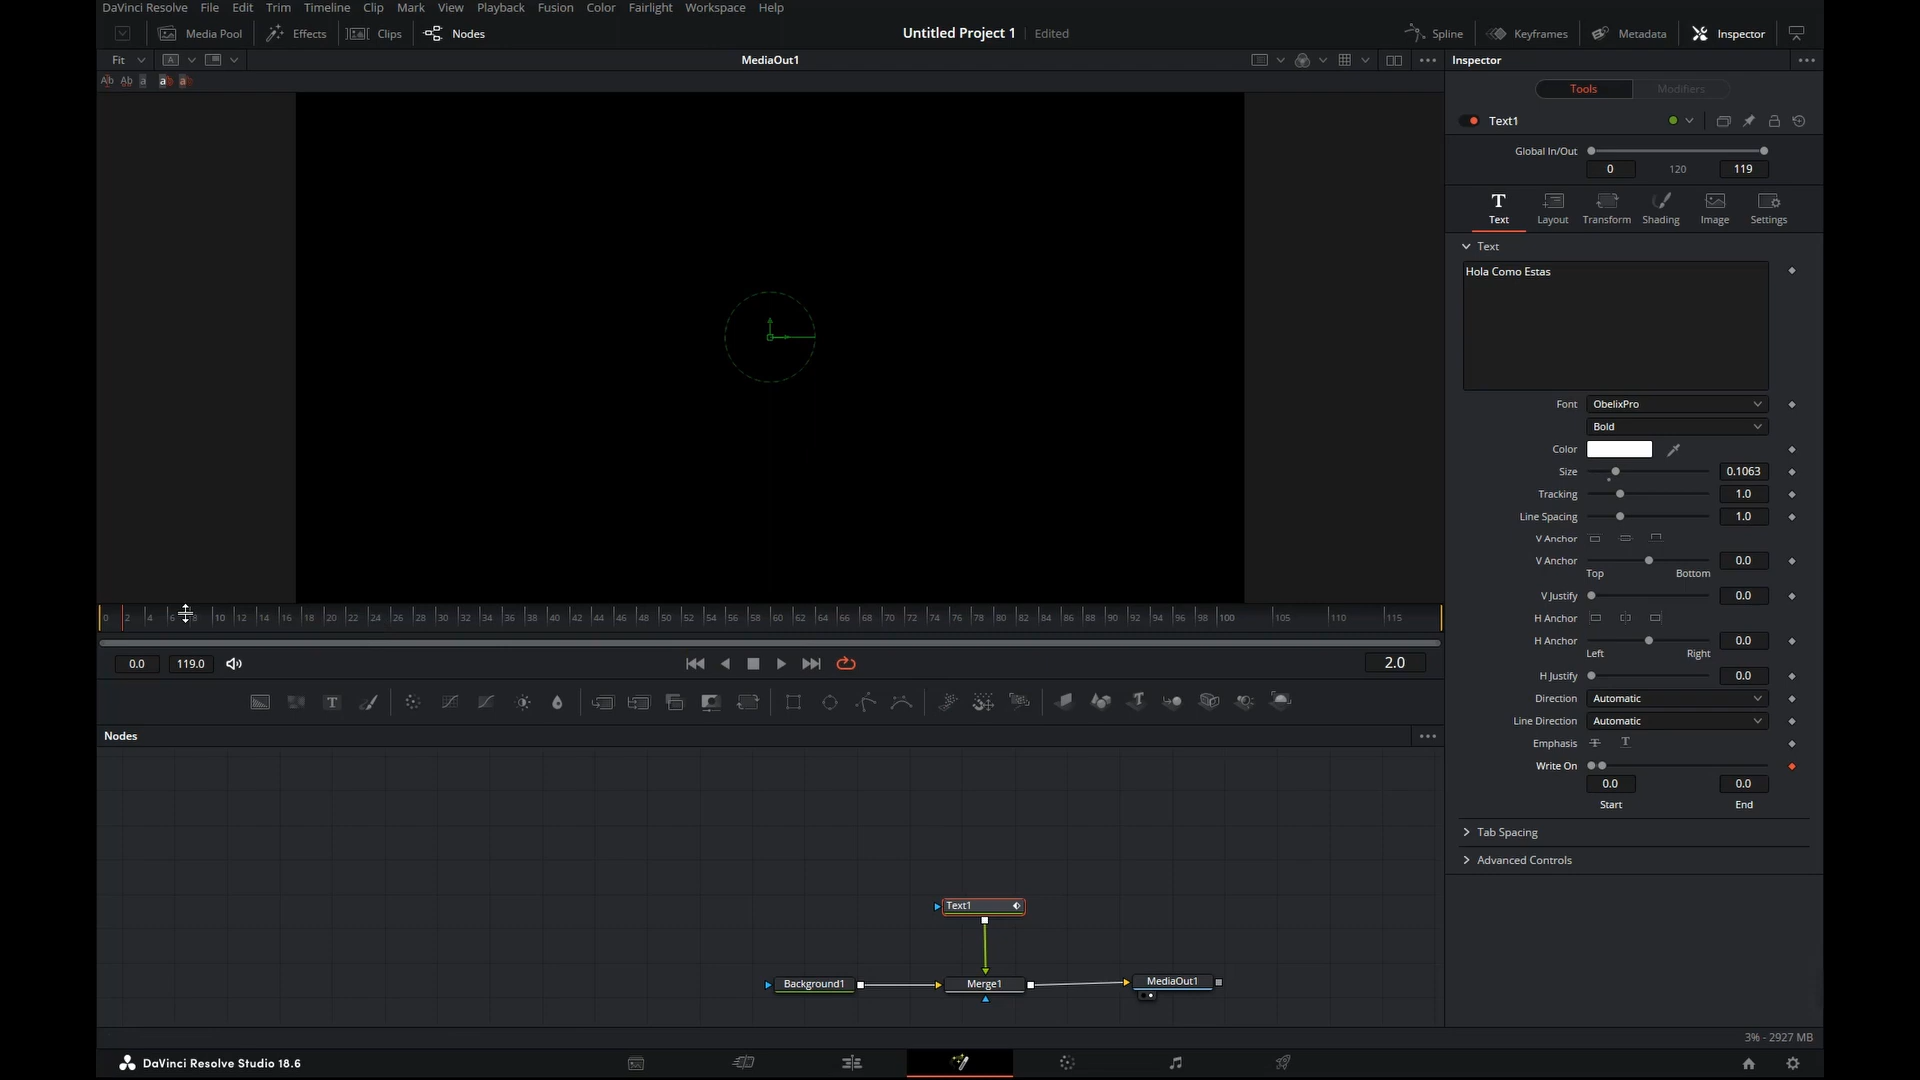 DaVinci Resolve File Edit Trim Timeline Clip Mark View Playback Fusion Color Fairlight Workspace Help
Media Pool Effects Clips Nodes Untitled Project 1 Edited Spline Keyframes Metadata Inspector
Fit A MediaOut1 Inspector
Ab Ab a a a Tools Modifiers
Text1
Global In/Out
0 120 119
Text Layout Transform Shading Image Settings
Text
Hola Como Estas
Font ObelixPro
Bold
Color
Size 0.1063
Tracking 1.0
Line Spacing 1.0
V Anchor
V Anchor 0.0
Top Bottom
V Justify 0.0
H Anchor
H Anchor 0.0
Left Right
H Justify 0.0
Direction Automatic
Line Direction Automatic
Emphasis
Write On
0.0 0.0
Start End
Tab Spacing
Advanced Controls
0 2 4 6 8 10 12 14 16 18 20 22 24 26 28 30 32 34 36 38 40 42 44 46 48 50 52 54 56 58 60 62 64 66 68 70 72 74 76 78 80 82 84 86 88 90 92 94 96 98 100 105 110 115
0.0 119.0 2.0
Nodes
Text1
Background1 Merge1 MediaOut1
3% - 2927 MB
DaVinci Resolve Studio 18.6